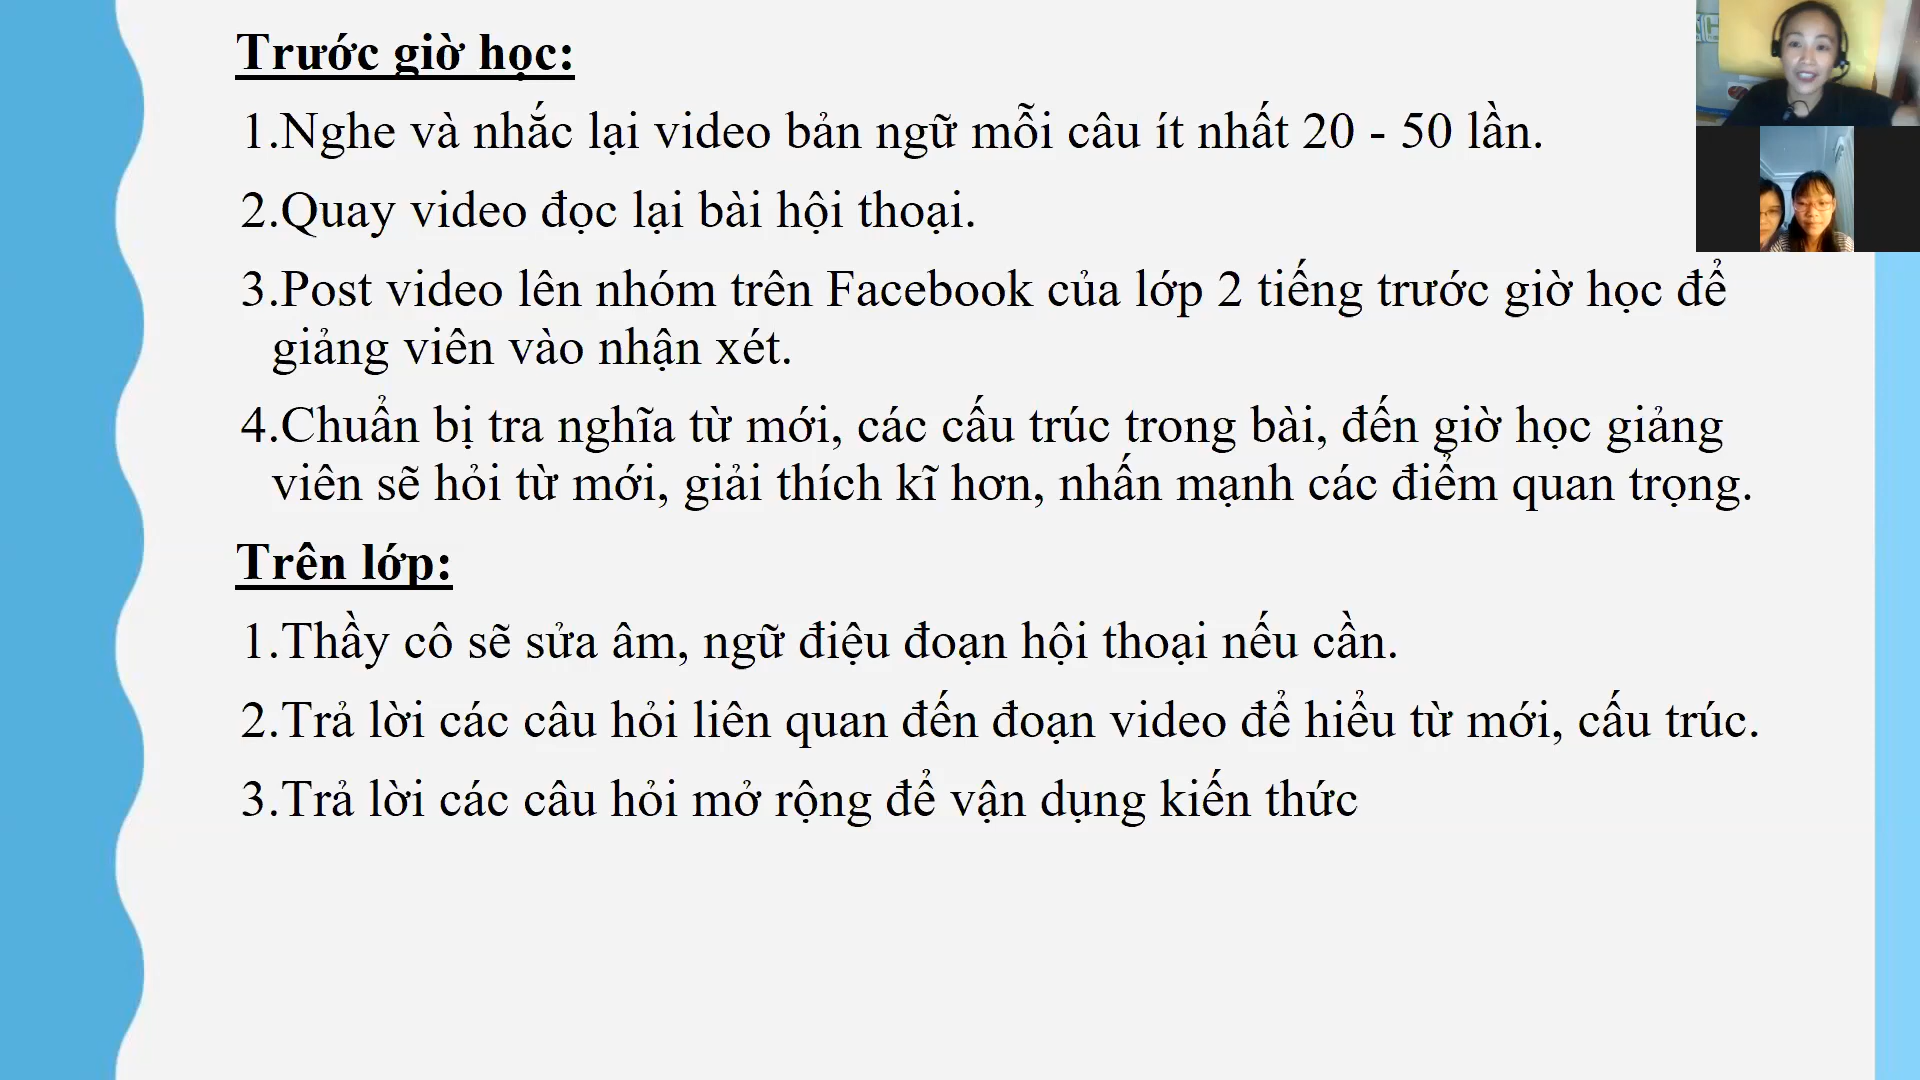 Trước giờ học:
1.Nghe và nhắc lại video bản ngữ mỗi câu ít nhất 20 - 50 lần.
2.Quay video đọc lại bài hội thoại.
3.Post video lên nhóm trên Facebook của lớp 2 tiếng trước giờ học để
giảng viên vào nhận xét.
4.Chuẩn bị tra nghĩa từ mới, các cấu trúc trong bài, đến giờ học giảng
viên sẽ hỏi từ mới, giải thích kĩ hơn, nhấn mạnh các điểm quan trọng.
Trên lớp:
1.Thầy cô sẽ sửa âm, ngữ điệu đoạn hội thoại nếu cần.
2.Trả lời các câu hỏi liên quan đến đoạn video để hiểu từ mới, cấu trúc.
3.Trả lời các câu hỏi mở rộng để vận dụng kiến thức